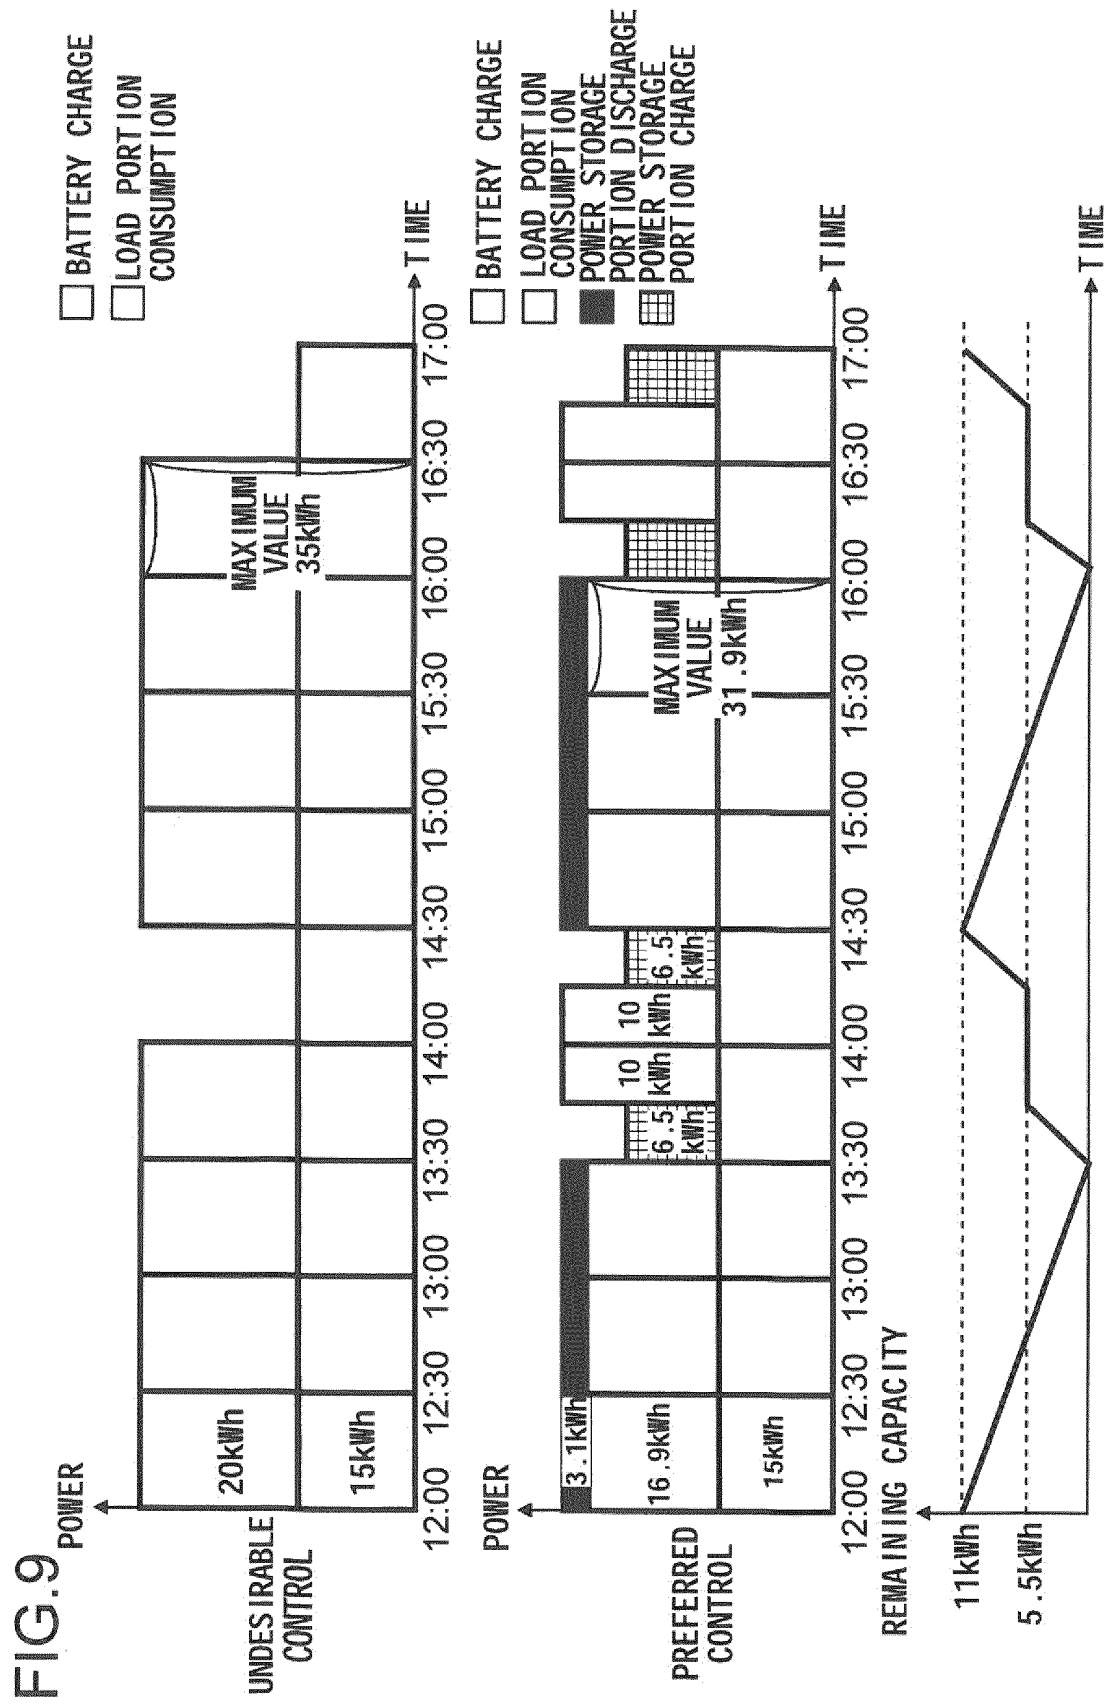 FIG.9
POWER
UNDESIRABLE
CONTROL
20kWh
15kWh
MAXIMUM
VALUE
35kWh
BATTERY CHARGE
LOAD PORTION
CONSUMPTION
12:00 12:30 13:00 13:30 14:00 14:30 15:00 15:30 16:00 16:30 17:00
TIME
POWER
PREFERRED
CONTROL
3.1kWh
16.9kWh
15kWh
6.5
kWh
10
kWh
10
kWh
6.5
kWh
MAXIMUM
VALUE
31.9kWh
BATTERY CHARGE
LOAD PORTION
CONSUMPTION
POWER STORAGE
PORTION DISCHARGE
POWER STORAGE
PORTION CHARGE
12:00 12:30 13:00 13:30 14:00 14:30 15:00 15:30 16:00 16:30 17:00
TIME
REMAINING CAPACITY
11kWh
5.5kWh
TIME